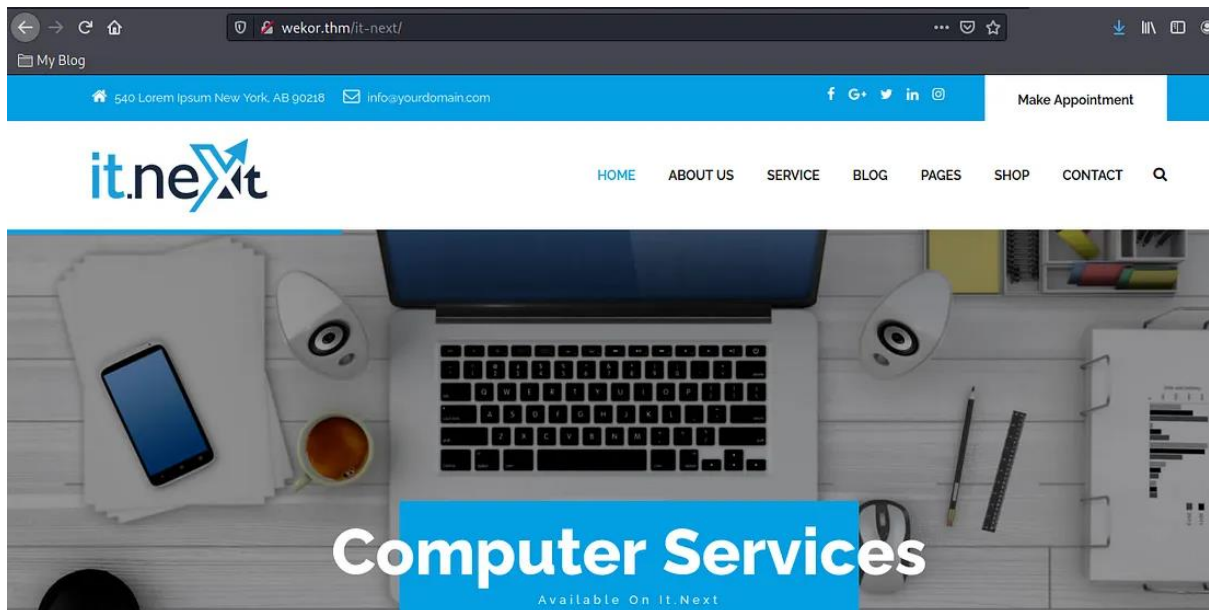 wekor.thm/it-next/
My Blog
540 Lorem Ipsum New York, AB 90218 info@yourdomain.com
Make Appointment
it.next
HOME ABOUT US SERVICE BLOG PAGES SHOP CONTACT
Computer Services
Available On It.Next